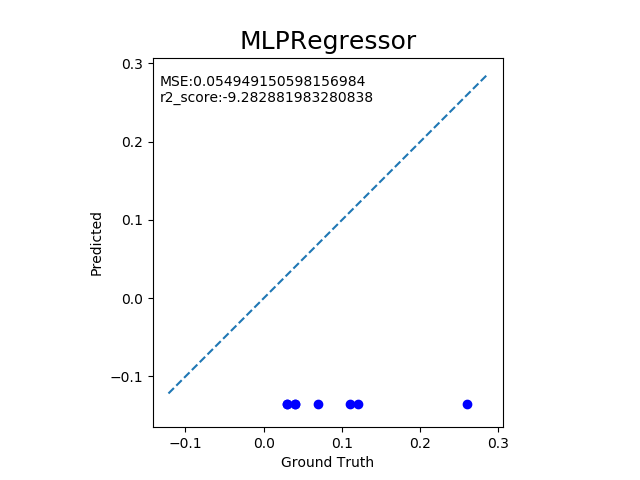 MLPRegressor
MSE:0.054949150598156984
r2_score:-9.282881983280838
0.3
0.2
0.1
0.0
−0.1
Predicted
−0.1
0.0
0.1
0.2
0.3
Ground Truth